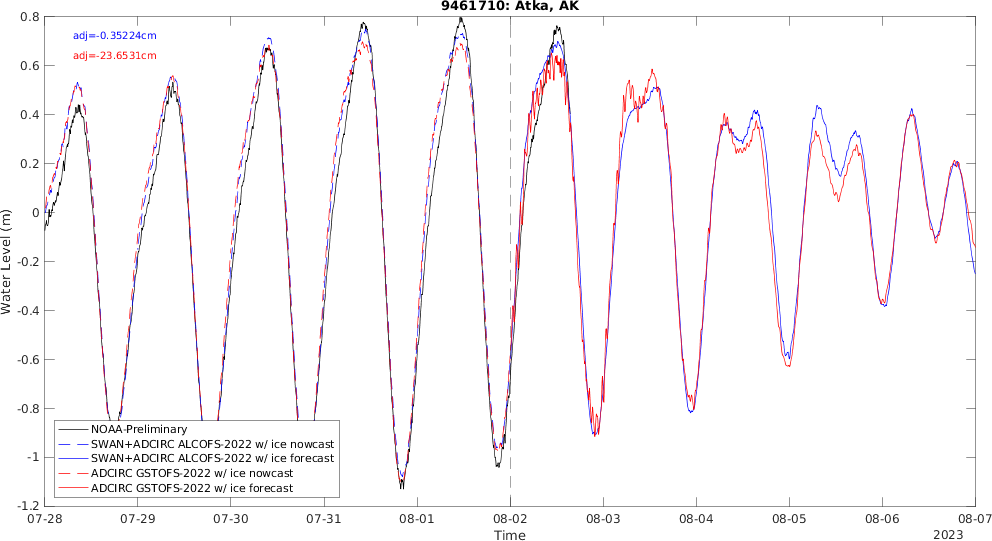 9461710: Atka, AK
adj=-0.35224cm
adj=-23.6531cm
0.8
0.6
0.4
0.2
0
-0.2
-0.4
-0.6
-0.8
-1
-1.2
Water Level (m)
NOAA-Preliminary
SWAN+ADCIRC ALCOFS-2022 w/ ice nowcast
SWAN+ADCIRC ALCOFS-2022 w/ ice forecast
ADCIRC GSTOFS-2022 w/ ice nowcast
ADCIRC GSTOFS-2022 w/ ice forecast
07-28 07-29 07-30 07-31 08-01 08-02 08-03 08-04 08-05 08-06 08-07
Time
2023